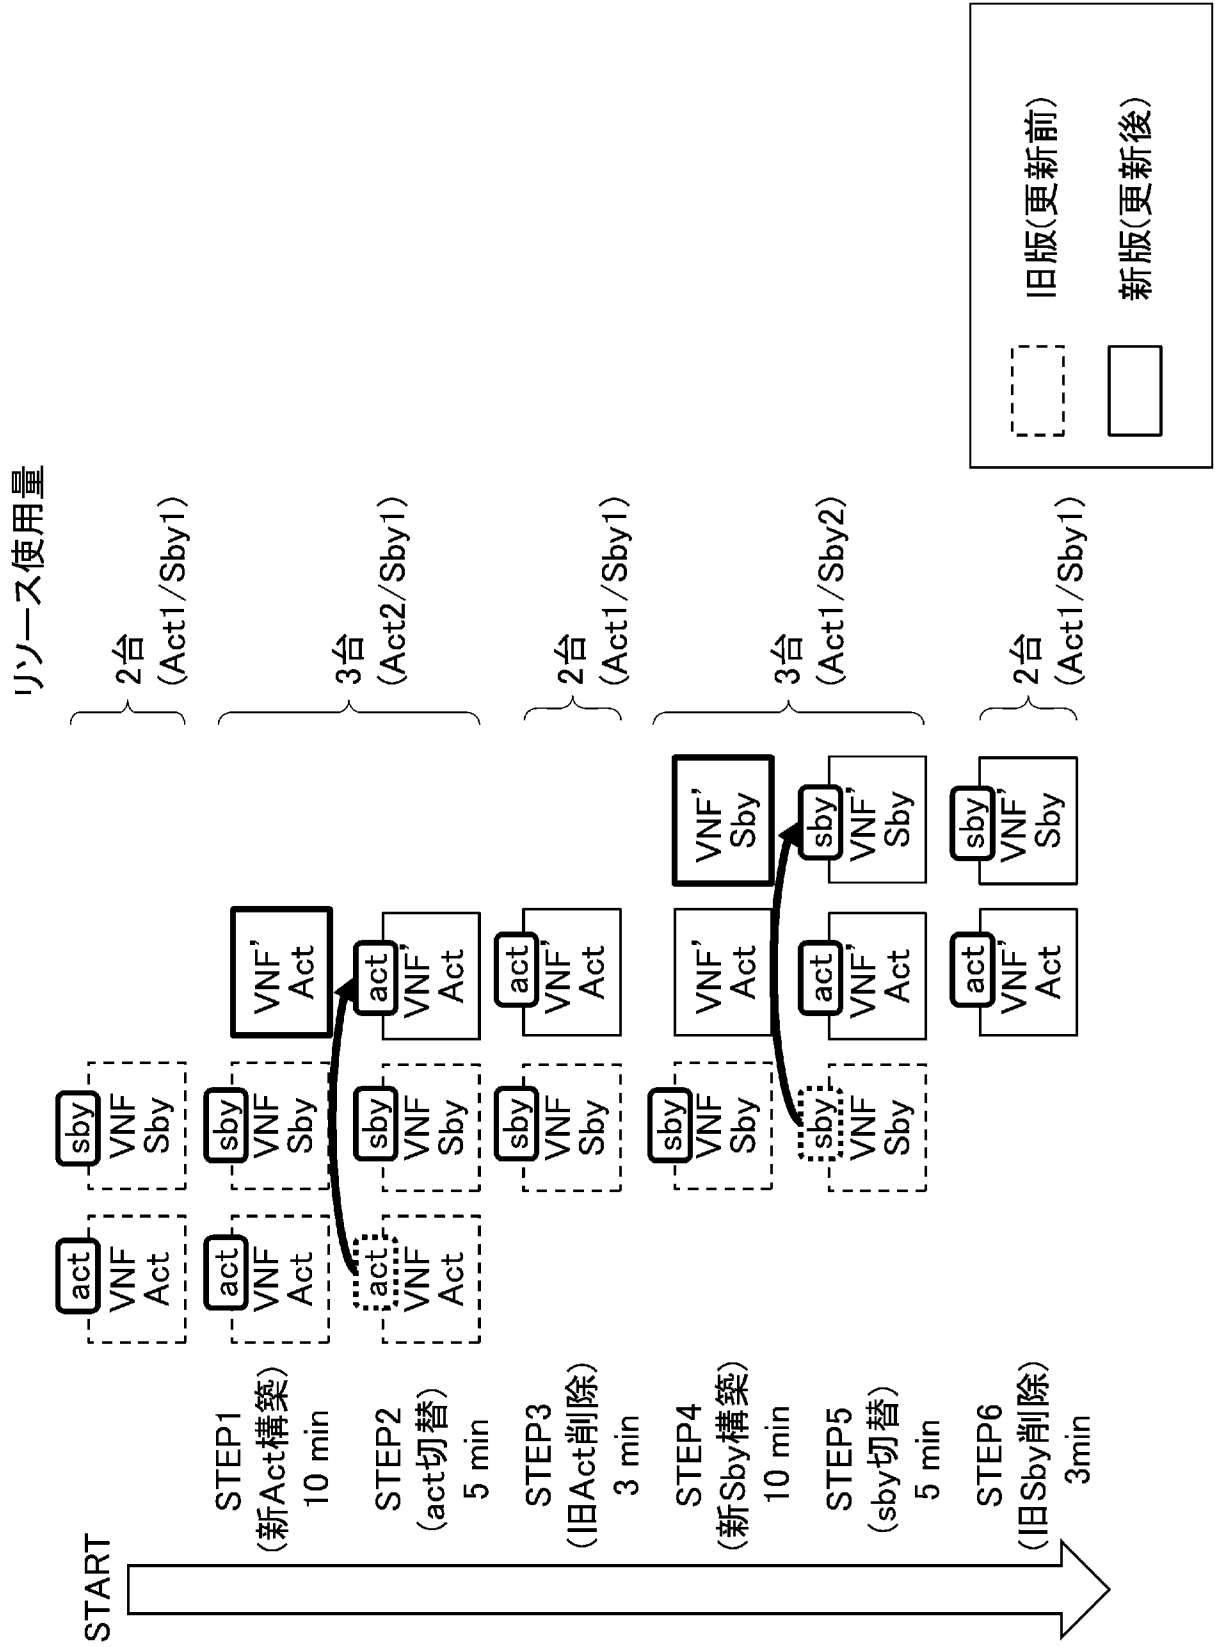 START
リソース使用量
act
VNF
Act
sby
VNF
Sby
2台
(Act1/Sby1)
STEP1
(新Act構築)
10 min
act
VNF
Act
sby
VNF
Sby
VNF'
Act
3台
(Act2/Sby1)
STEP2
(act切替)
5 min
act
VNF
Act
sby
VNF
Sby
act
VNF'
Act
STEP3
(旧Act削除)
3 min
sby
VNF
Sby
act
VNF'
Act
2台
(Act1/Sby1)
STEP4
(新Sby構築)
10 min
sby
VNF
Sby
VNF'
Act
VNF'
Sby
3台
(Act1/Sby2)
STEP5
(sby切替)
5 min
sby
VNF
Sby
act
VNF'
Act
sby
VNF'
Sby
STEP6
(旧Sby削除)
3min
act
VNF'
Act
sby
VNF'
Sby
2台
(Act1/Sby1)
旧版(更新前)
新版(更新後)